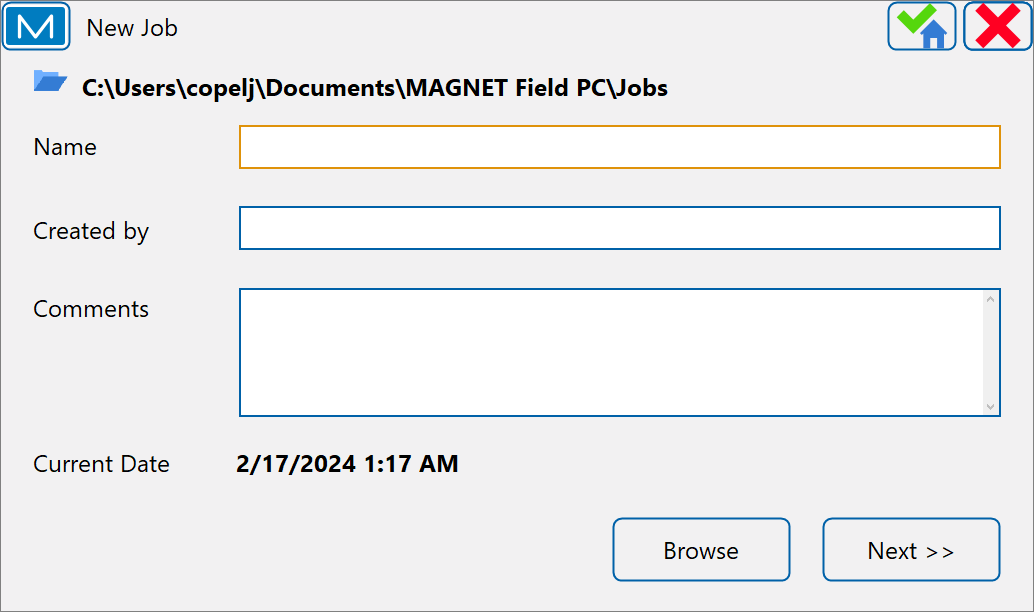 M
New Job
C:\Users\copelj\Documents\MAGNET Field PC\Jobs
Name
Created by
Comments
Current Date 2/17/2024 1:17 AM
Browse Next >>